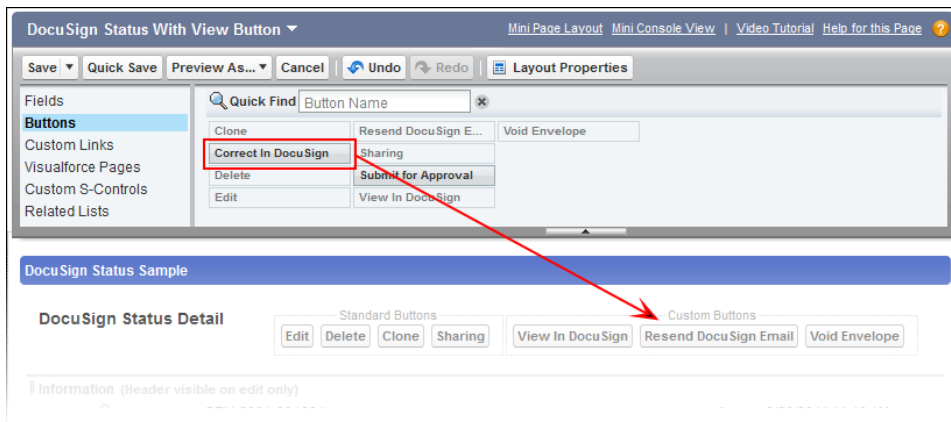 DocuSign Status With View Button
Mini Page Layout Mini Console View | Video Tutorial Help for this Page ?
Save Quick Save Preview As... Cancel Undo Redo Layout Properties
Fields
Buttons
Custom Links
Visualforce Pages
Custom S-Controls
Related Lists
Quick Find Button Name
Clone Resend DocuSign E... Void Envelope
Correct In DocuSign Sharing
Delete Submit for Approval
Edit View In DocuSign
DocuSign Status Sample
DocuSign Status Detail
Standard Buttons
Edit Delete Clone Sharing
Custom Buttons
View In DocuSign Resend DocuSign Email Void Envelope
Information (Header visible on edit only)